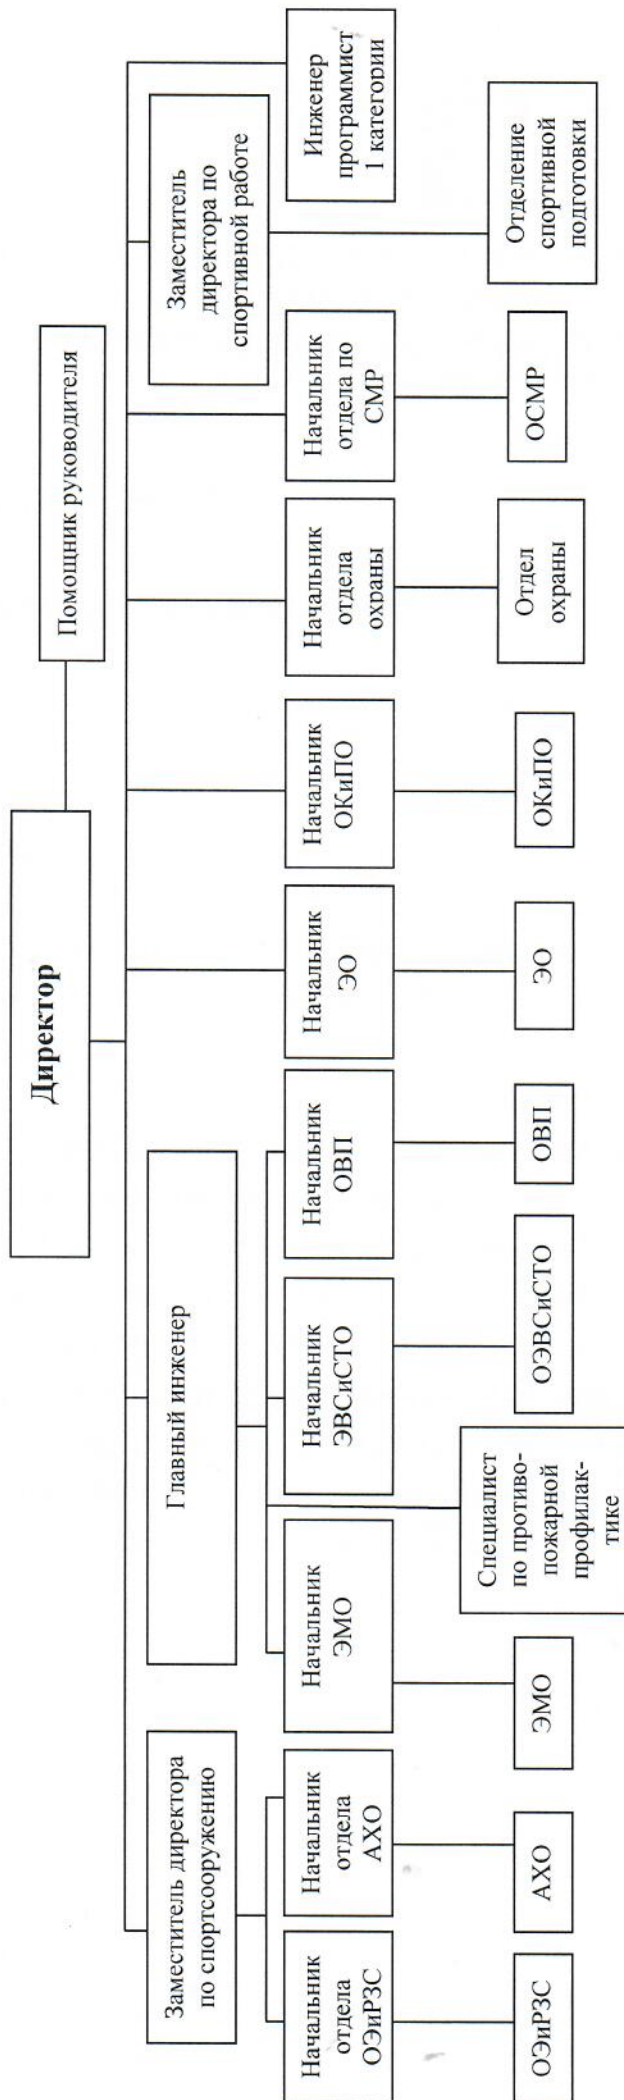 Директор
Помощник руководителя
Заместитель директора
по спортсооружению
Главный инженер
Заместитель
директора по
спортивной работе
Начальник
отдела
ОЭиРЗС
Начальник
отдела
АХО
Начальник
ЭМО
Начальник
ЭВСиСТО
Начальник
ОВП
Начальник
ЭО
Начальник
ОКиПО
Начальник
отдела
охраны
Начальник
отдела по
СМР
Инженер
программист
1 категории
ОЭиРЗС
АХО
ЭМО
Специалист
по противо-
пожарной
профилак-
тике
ОЭВСиСТО
ОВП
ЭО
ОКиПО
Отдел
охраны
ОСМР
Отделение
спортивной
подготовки